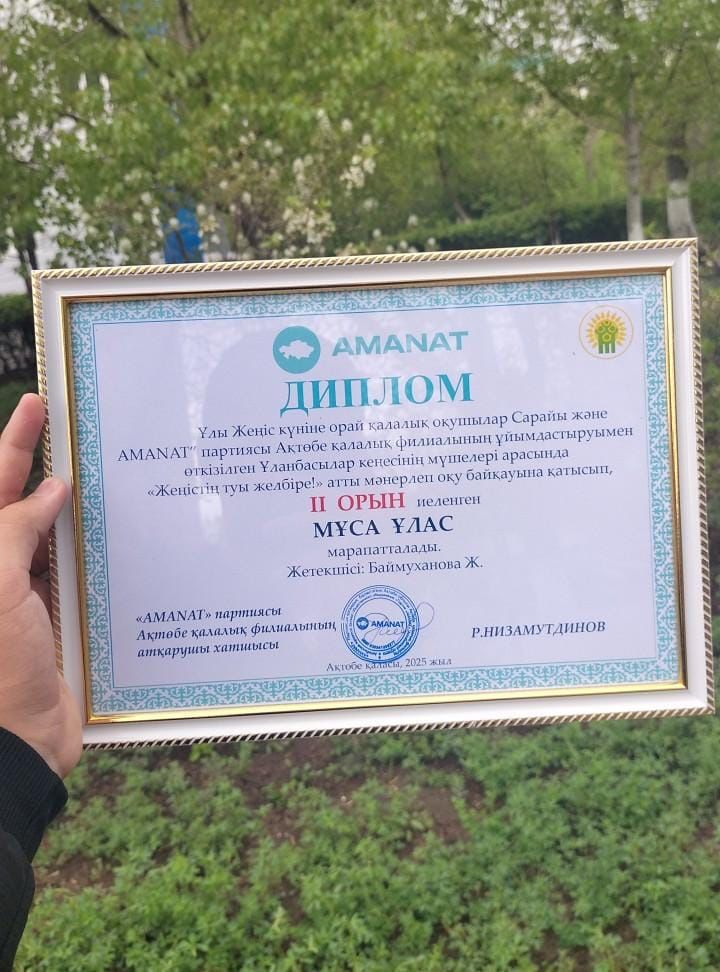 AMANAT
ДИПЛОМ
Ұлы Жеңіс күніне орай қалалық оқушылар Сарайы және
AMANAT" партиясы Ақтөбе қалалық филиалының ұйымдастыруымен
өткізілген Ұланбасылар кеңесінің мүшелері арасында
«Жеңістің туы желбіре!» атты мәнерлеп оқу байқауына қатысып,
ІІ ОРЫН иеленген
МҰСА ҰЛАС
марапатталады.
Жетекшісі: Баймуханова Ж.
«AMANAT» партиясы
Ақтөбе қалалық филиалының
атқарушы хатшысы
AMANAT
Р.НИЗАМУТДИНОВ
Ақтөбе қаласы, 2025 жыл